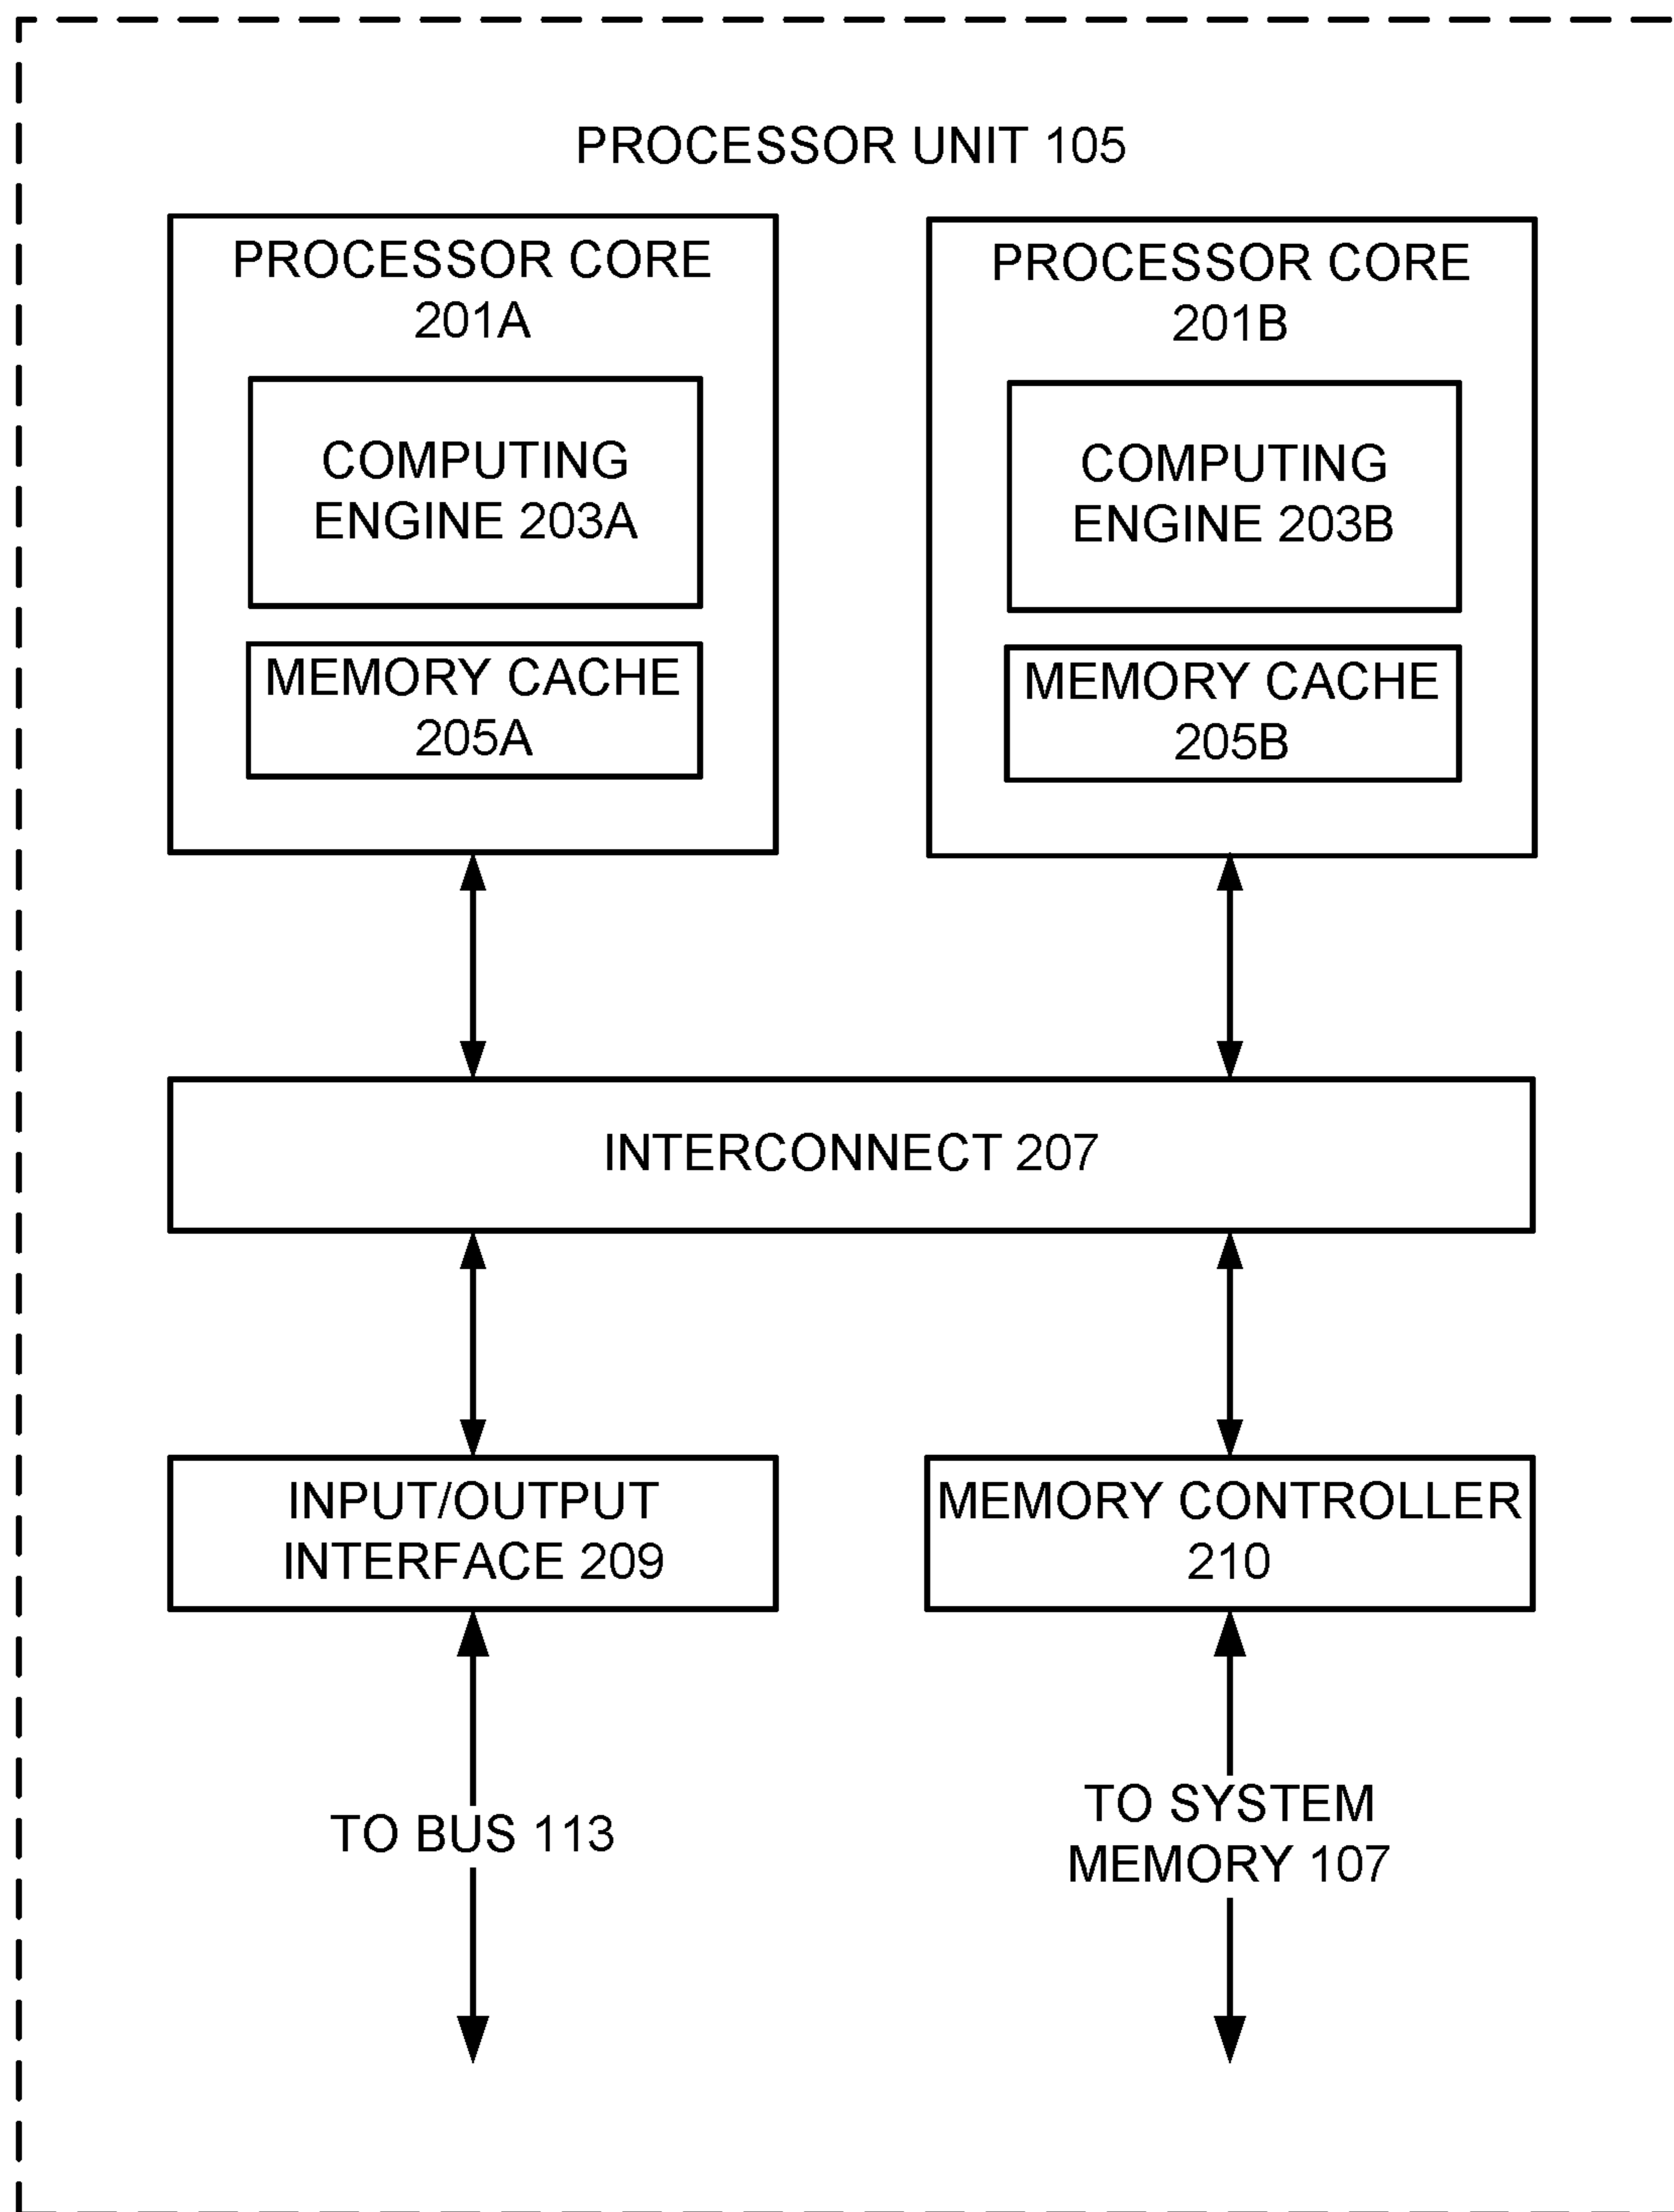 PROCESSOR UNIT 105
PROCESSOR CORE
201A
COMPUTING
ENGINE 203A
MEMORY CACHE
205A
PROCESSOR CORE
201B
COMPUTING
ENGINE 203B
MEMORY CACHE
205B
INTERCONNECT 207
INPUT/OUTPUT
INTERFACE 209
MEMORY CONTROLLER
210
TO BUS 113
TO SYSTEM
MEMORY 107